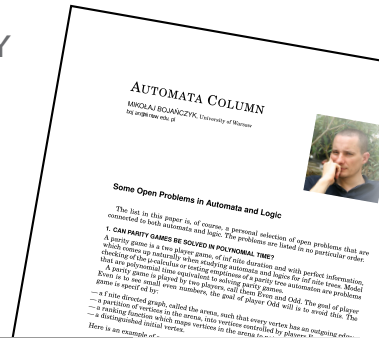 Y
AUTOMATA COLUMN
MIKOŁAJ BOJAŃCZYK, University of Warsaw
Some Open Problems in Automata and Logic
The list in this paper is, of course, a personal selection of open problems that are
connected to both automata and logic. The problems are listed in no particular order.
1. CAN PARITY GAMES BE SOLVED IN POLYNOMIAL TIME?
A parity game is a two player game, of inf nite duration and with perfect information,
which comes up naturally when studying automata and logics for inf nite trees. Model
checking of the μ-calculus or testing emptiness of a parity tree automaton are problems
that are polynomial time equivalent to solving parity games.
A parity game is played by two players, call them Even and Odd. The goal of player
Even is to see small even numbers, the goal of player Odd will is to avoid this. The
game is specif ed by:
— a f nite directed graph, called the arena, such that every vertex has an outgoing edge
— a partition of vertices in the arena, into vertices controlled by players
— a ranking function which maps vertices in the arena to
— a distinguished initial vertex.
Here is an example of